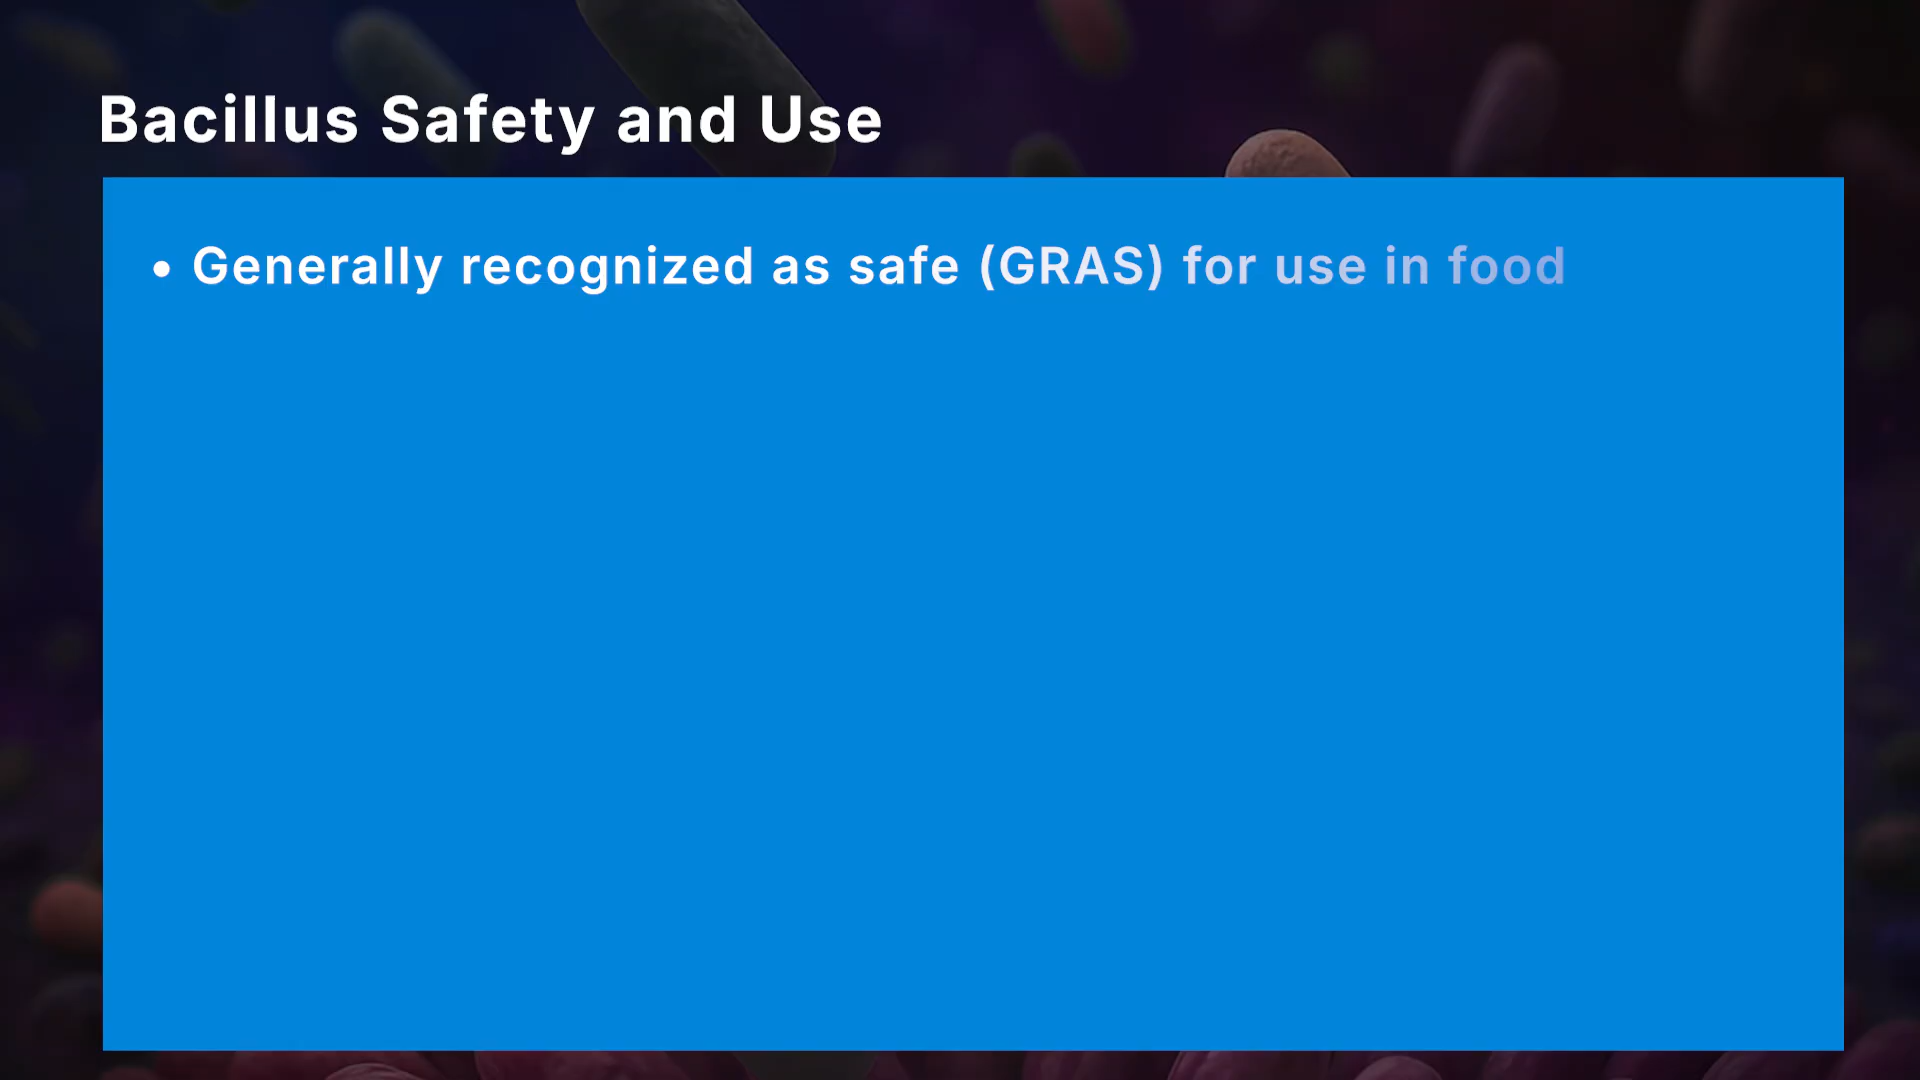 Bacillus Safety and Use
• Generally recognized as safe (GRAS) for use in food